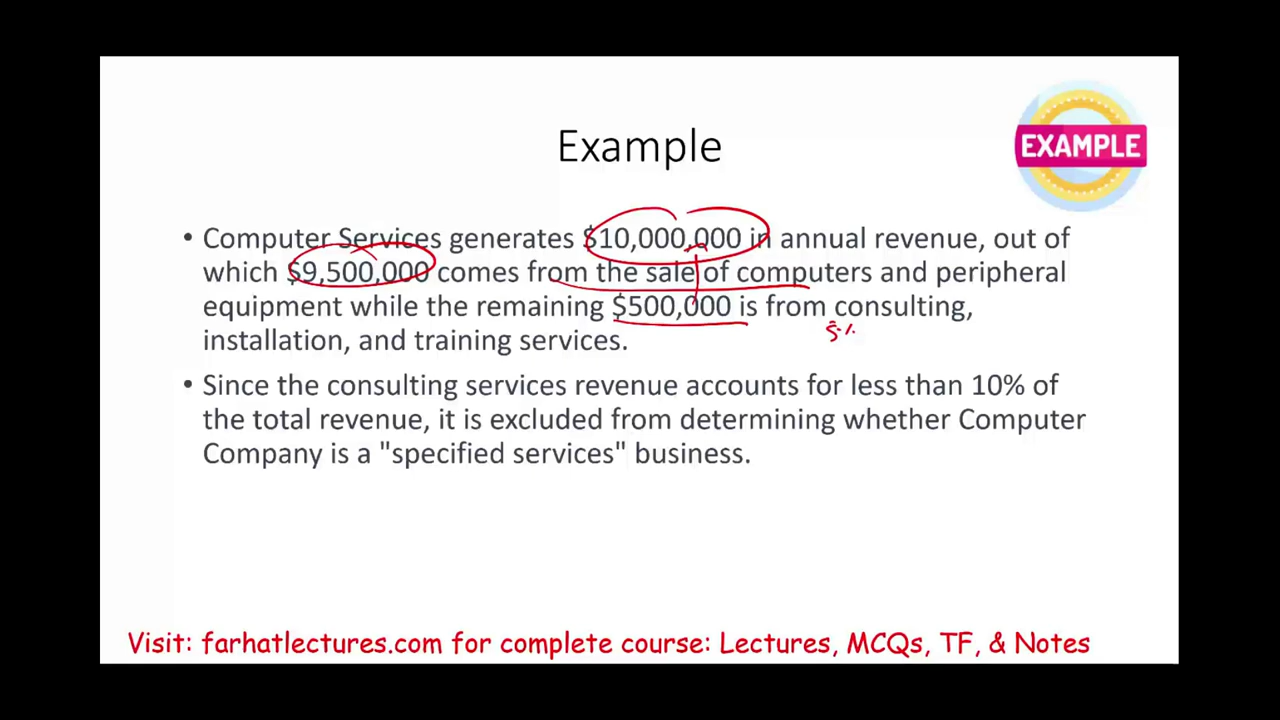 Example
EXAMPLE
• Computer Services generates $10,000,000 in annual revenue, out of
which $9,500,000 comes from the sale of computers and peripheral
equipment while the remaining $500,000 is from consulting,
5%
installation, and training services.
• Since the consulting services revenue accounts for less than 10% of
the total revenue, it is excluded from determining whether Computer
Company is a "specified services" business.
Visit: farhatlectures.com for complete course: Lectures, MCQs, TF, & Notes